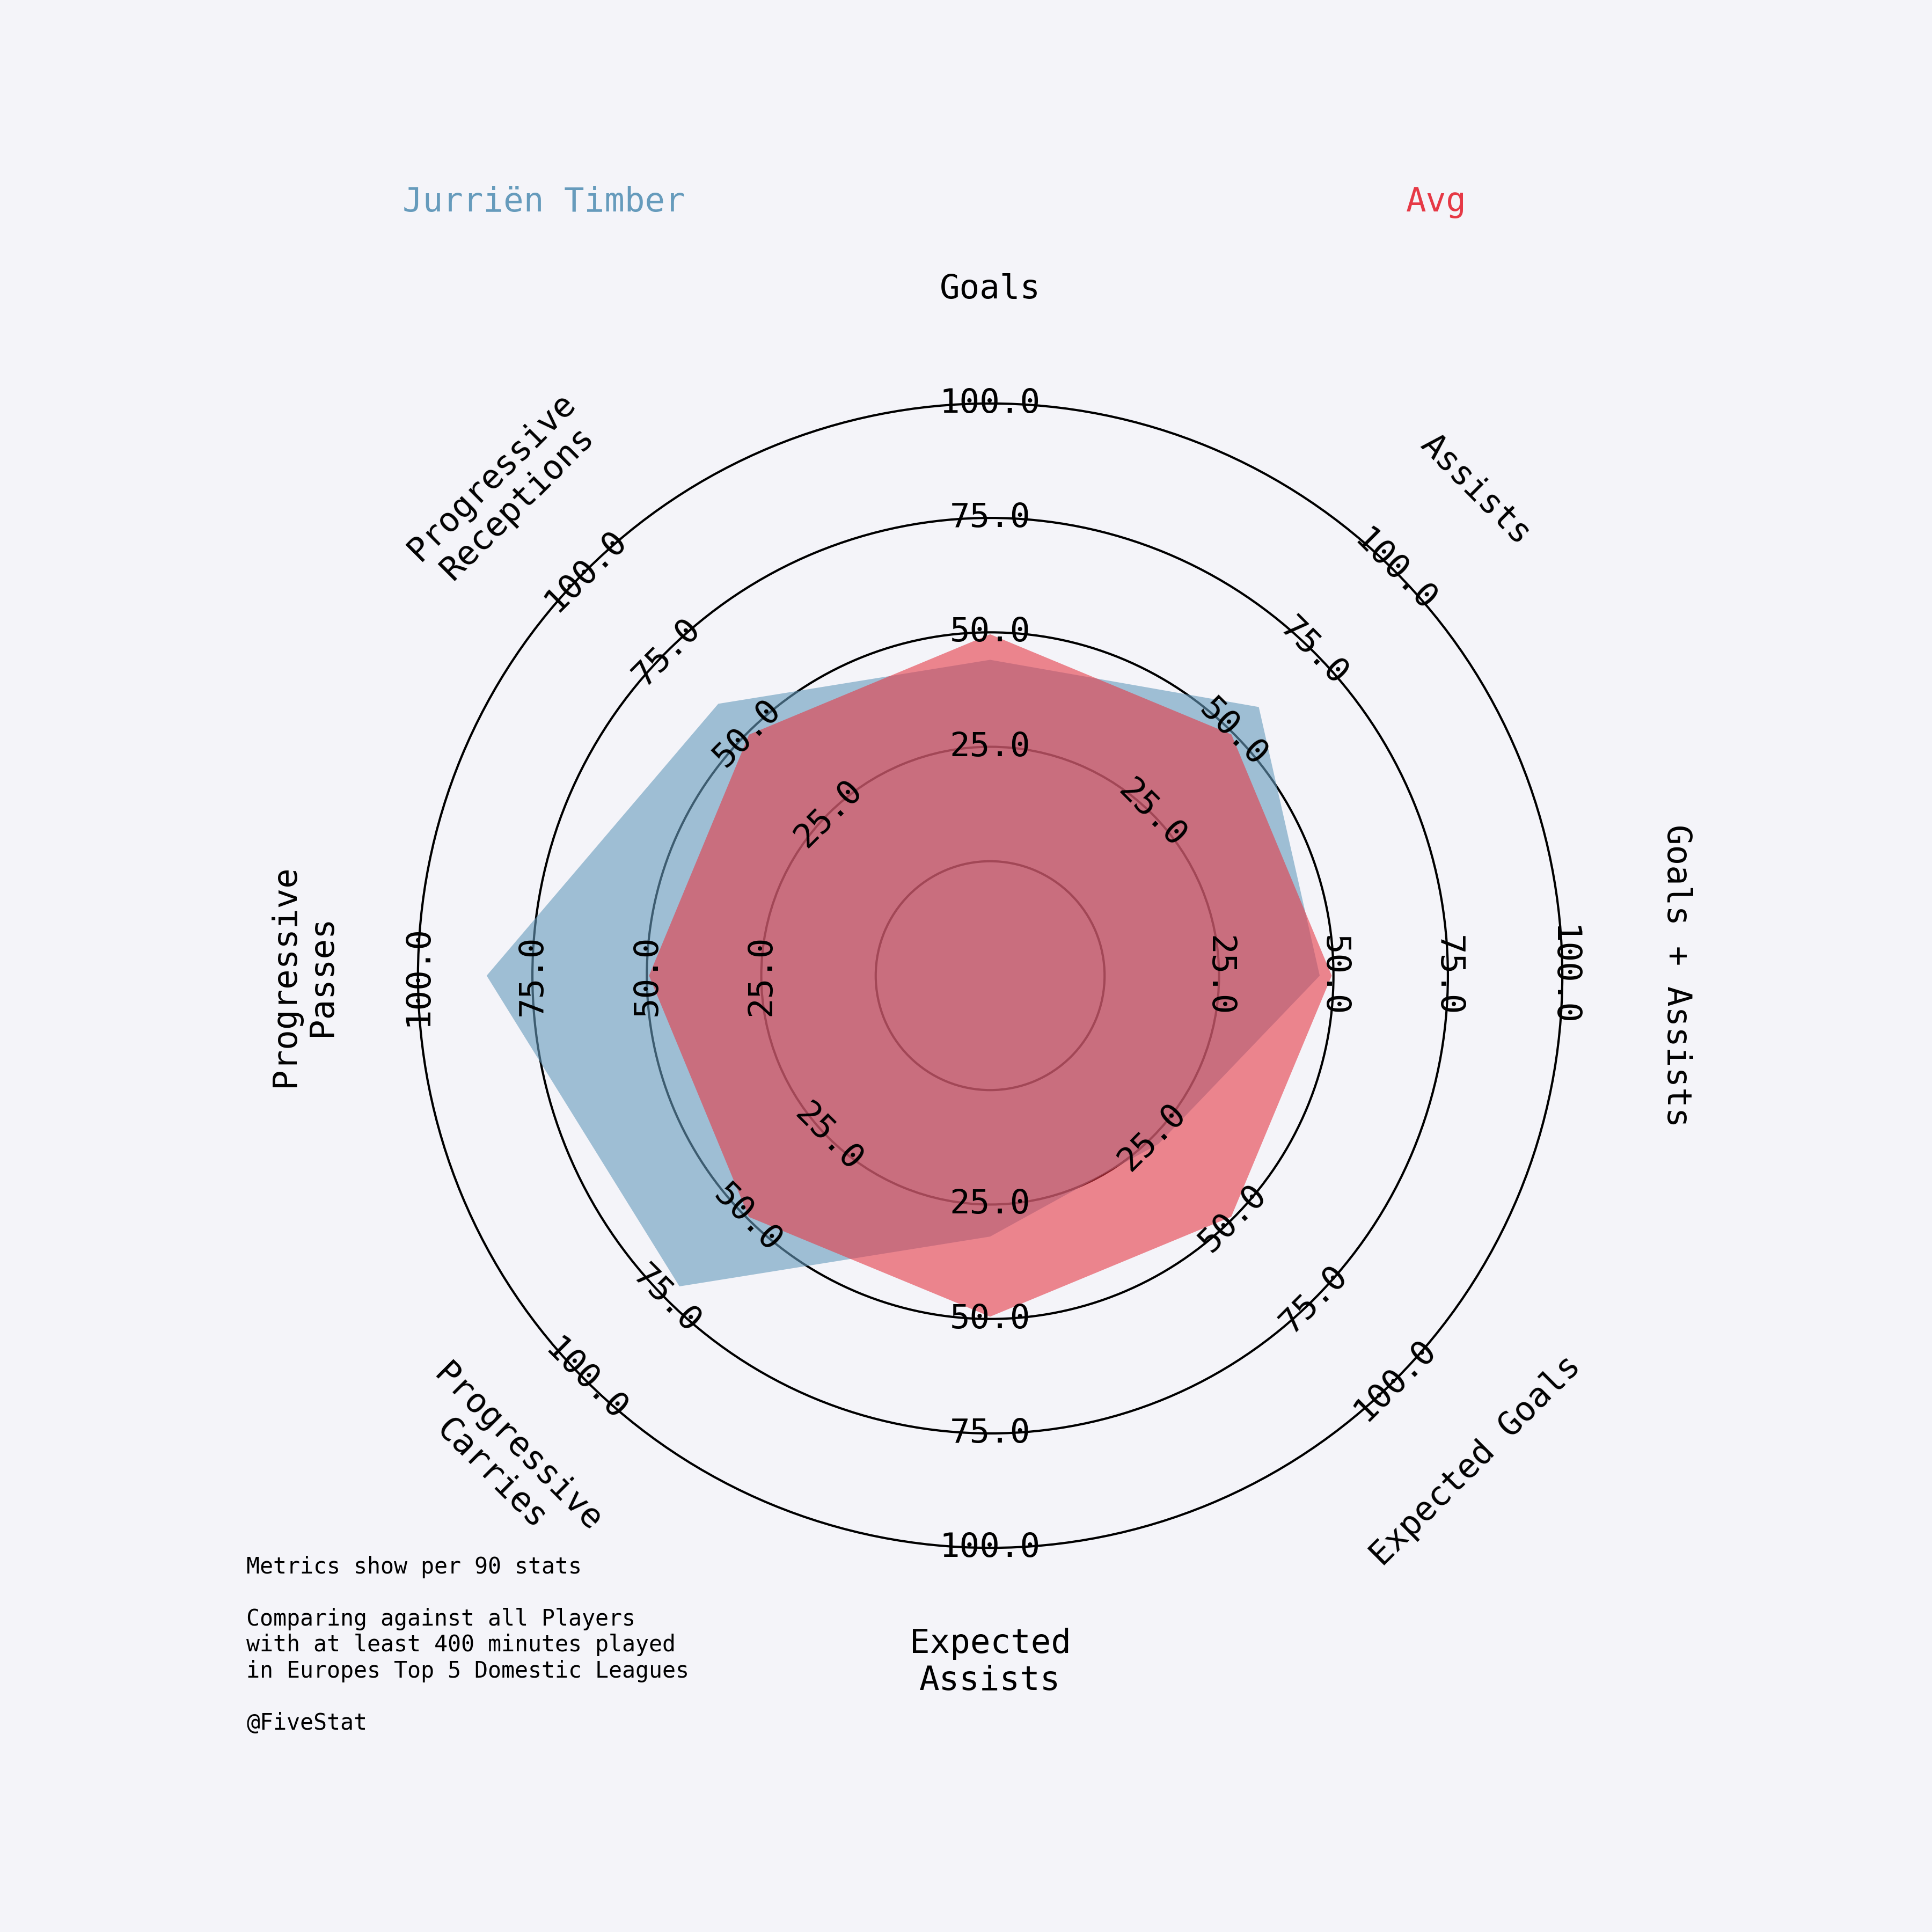 Jurriën Timber
Avg
Goals
Assists
Goals + Assists
Expected Goals
Expected
Assists
Progressive
Carries
Progressive
Passes
Progressive
Receptions
25.0
50.0
75.0
100.0
25.0
50.0
75.0
100.0
25.0
50.0
75.0
100.0
25.0
50.0
75.0
100.0
25.0
50.0
75.0
100.0
25.0
50.0
75.0
100.0
25.0
50.0
75.0
100.0
25.0
50.0
75.0
100.0
Metrics show per 90 stats
Comparing against all Players
with at least 400 minutes played
in Europes Top 5 Domestic Leagues
@FiveStat